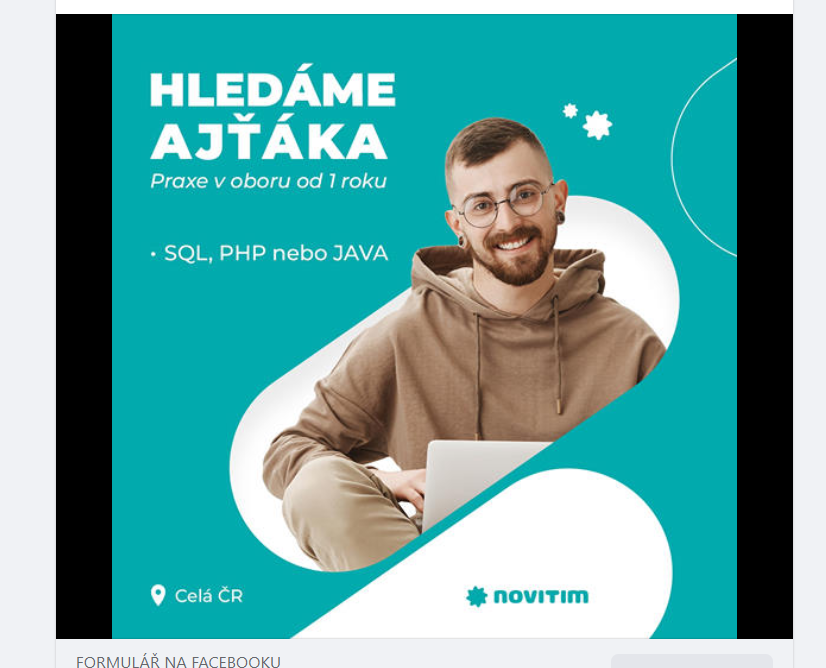 HLEDÁME
AJŤÁKA
Praxe v oboru od 1 roku
• SQL, PHP nebo JAVA
Celá ČR
NOVITIM
FORMULÁŘ NA FACEBOOKU